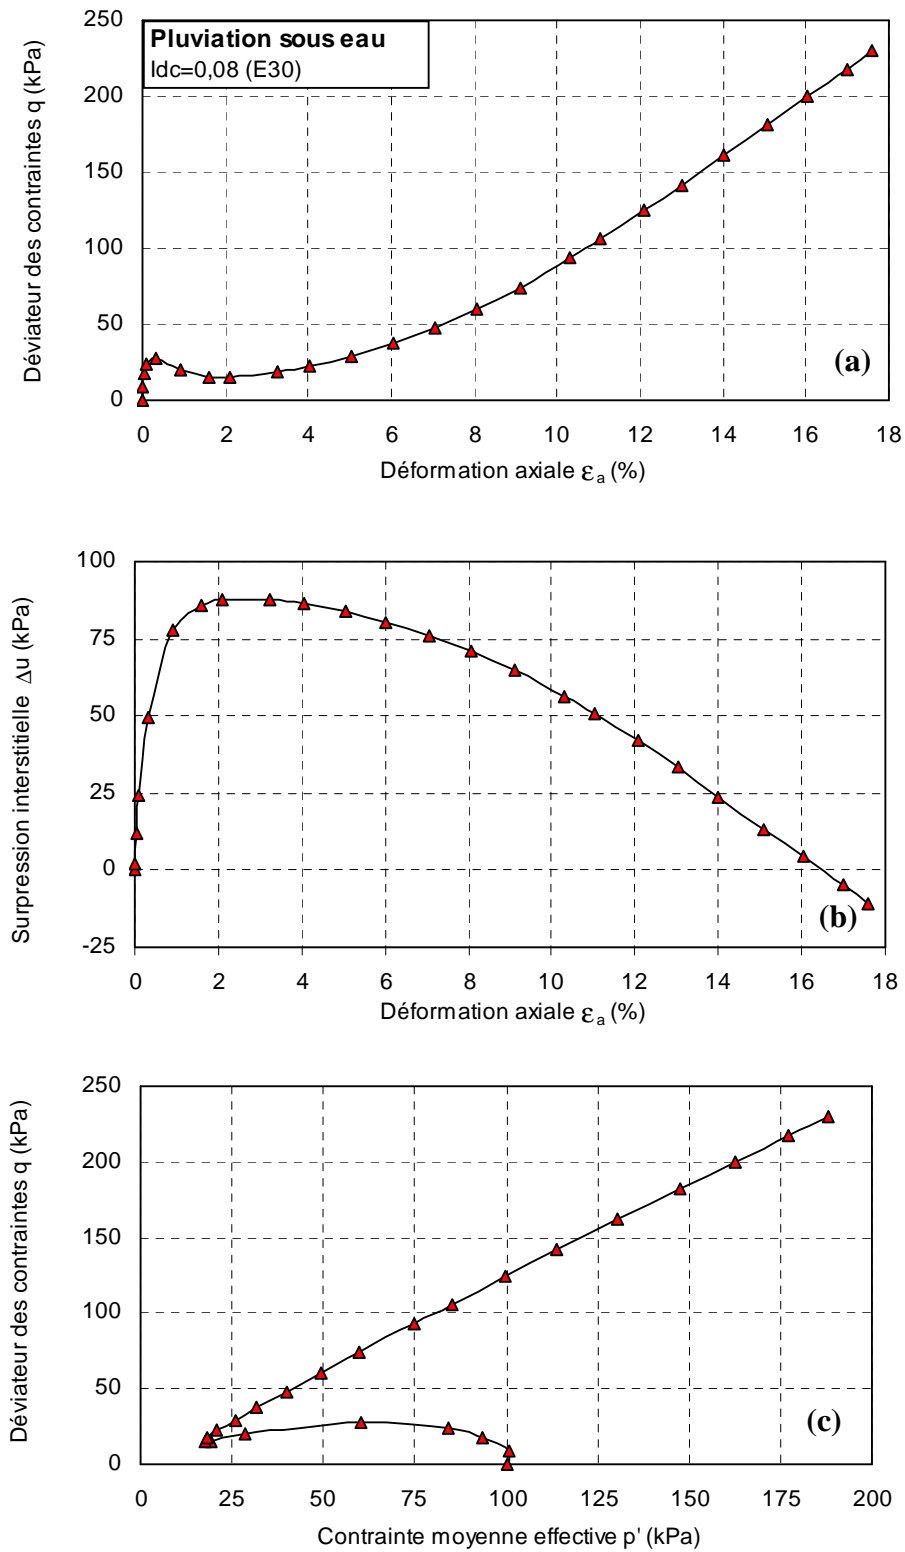 250
200
150
100
50
0
Déviateur des contraintes q (kPa)
Pluviation sous eau
Idc=0,08 (E30)
(a)
0 2 4 6 8 10 12 14 16 18
Déformation axiale εa (%)
100
75
50
25
0
-25
Surpression interstitielle Δu (kPa)
(b)
0 2 4 6 8 10 12 14 16 18
Déformation axiale εa (%)
250
200
150
100
50
0
Déviateur des contraintes q (kPa)
(c)
0 25 50 75 100 125 150 175 200
Contrainte moyenne effective p' (kPa)